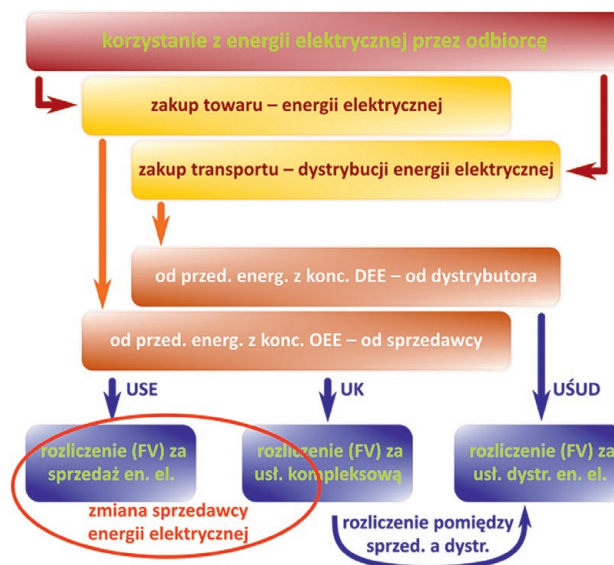 korzystanie z energii elektrycznej przez odbiorcę
zakup towaru – energii elektrycznej
zakup transportu – dystrybucji energii elektrycznej
od przed. energ. z konc. DEE – od dystrybutora
od przed. energ. z konc. OEE – od sprzedawcy
USE
UK
UŚUD
rozliczenie (FV) za
sprzedaż en. el.
rozliczenie (FV) za
usł. kompleksową
rozliczenie (FV) za
usł. dystr. en. el.
zmiana sprzedawcy
energii elektrycznej
rozliczenie pomiędzy
sprzed. a dystr.